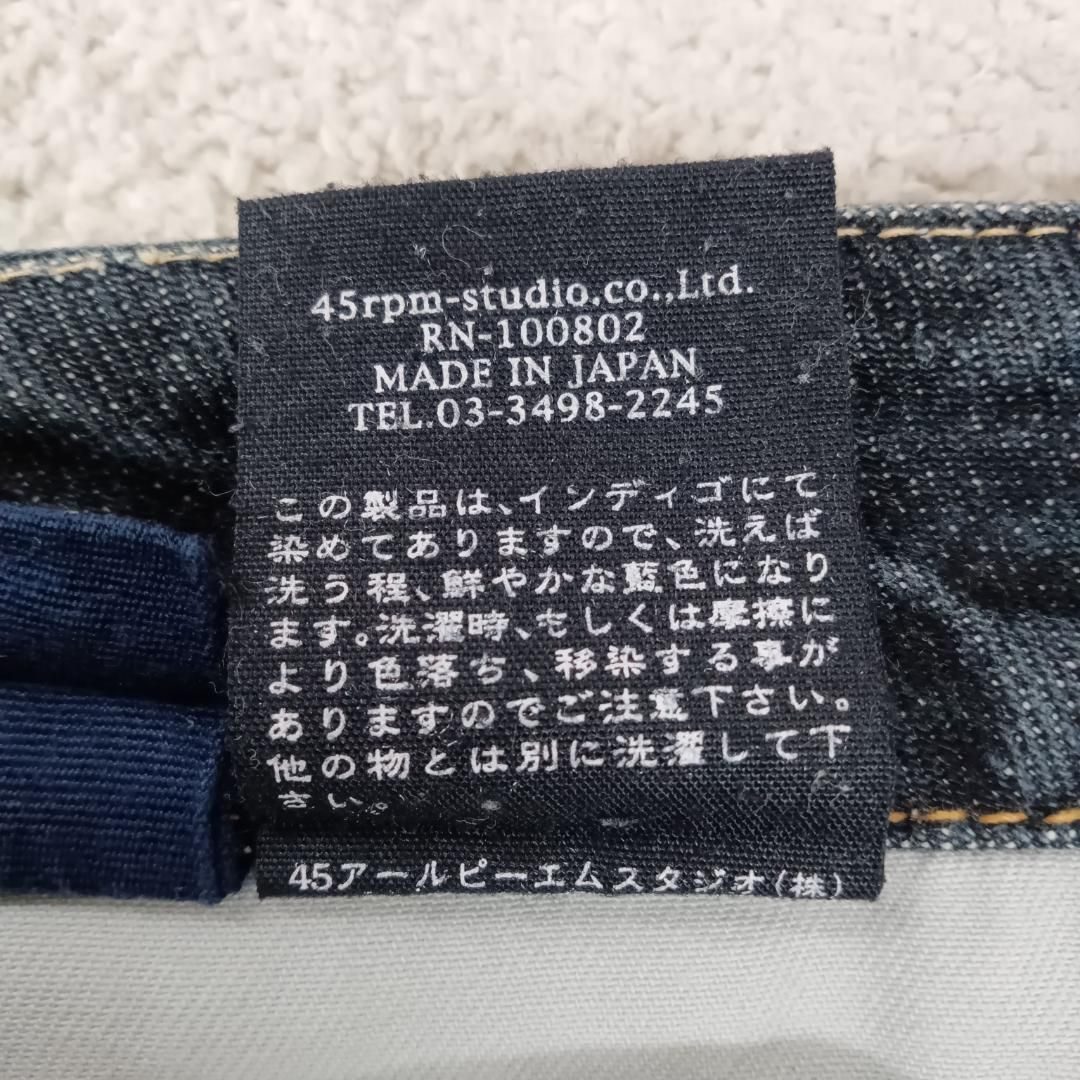 45rpm-studio.co.,Ltd.
RN-100802
MADE IN JAPAN
TEL.03-3498-2245
この製品は、インディゴにて
染めてありますので、洗えば
洗う程、鮮やかな藍色になり
ます。洗濯時、もしくは摩擦に
より色落ち、移染する事が
ありますのでご注意下さい。
他の物とは別に洗濯して下
さい。
45アールピーエムスタジオ(株)